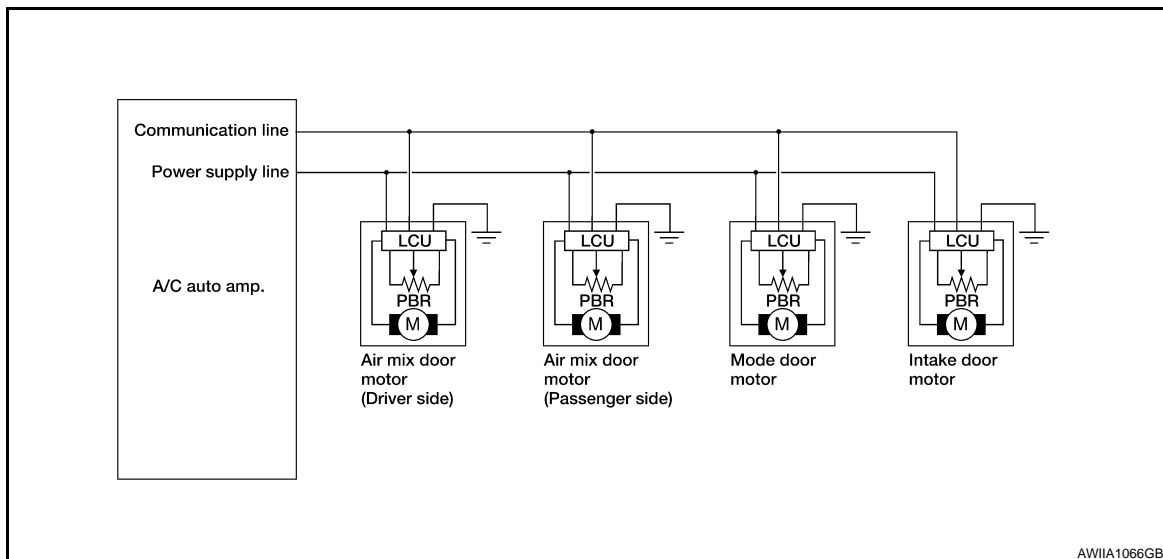 Communication line
Power supply line
A/C auto amp.
LCU
PBR
M
Air mix door
motor
(Driver side)
LCU
PBR
M
Air mix door
motor
(Passenger side)
LCU
PBR
M
Mode door
motor
LCU
PBR
M
Intake door
motor
AWIIA1066GB